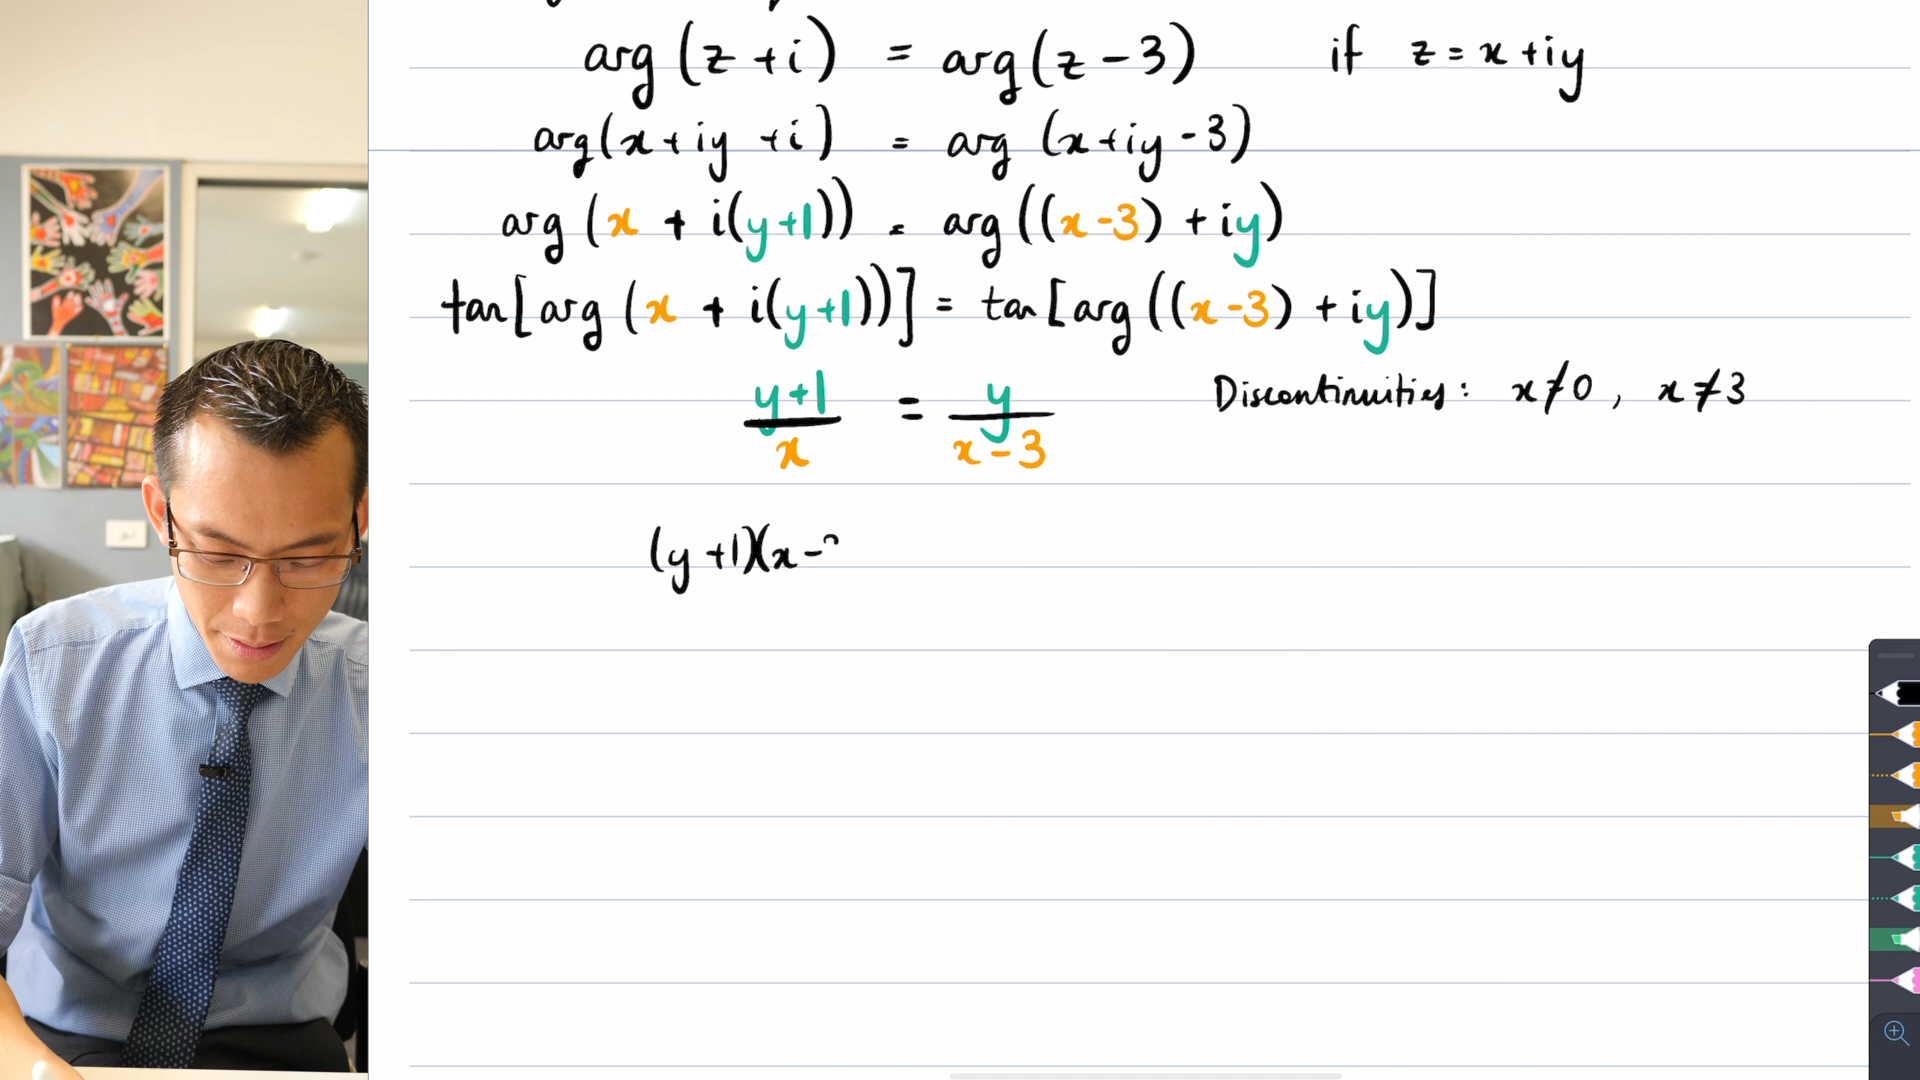 arg (z + i) = arg(z - 3) if z = x + iy
arg(x + iy + i) = arg (x + iy - 3)
arg (x + i(y+1)) = arg((x-3) + iy)
tan[arg (x + i(y+1))] = tan[arg((x-3) + iy)]
y+1/x = y/x-3 Discontinuities: x≠0, x≠3
(y+1)(x-